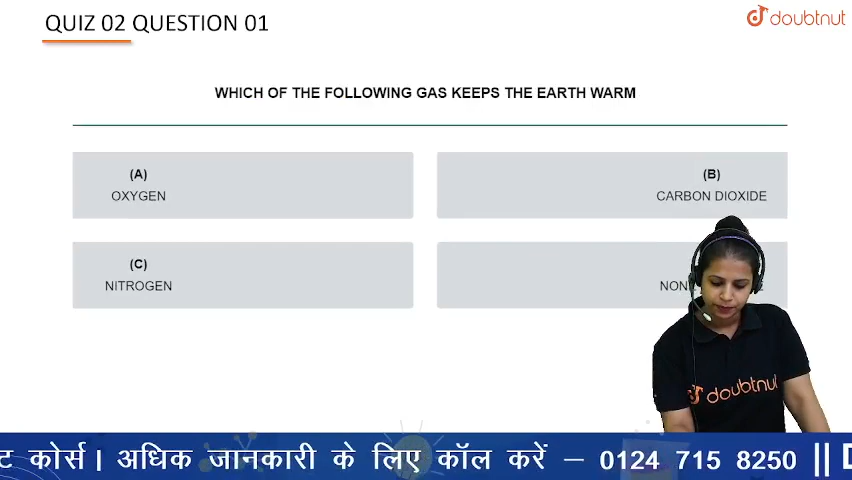 QUIZ 02 QUESTION 01
doubtnut
WHICH OF THE FOLLOWING GAS KEEPS THE EARTH WARM
(A)
OXYGEN
(B)
CARBON DIOXIDE
(C)
NITROGEN
doubtnut
कोर्स। अधिक जानकारी के लिए कॉल करें – 0124 715 8250 ||